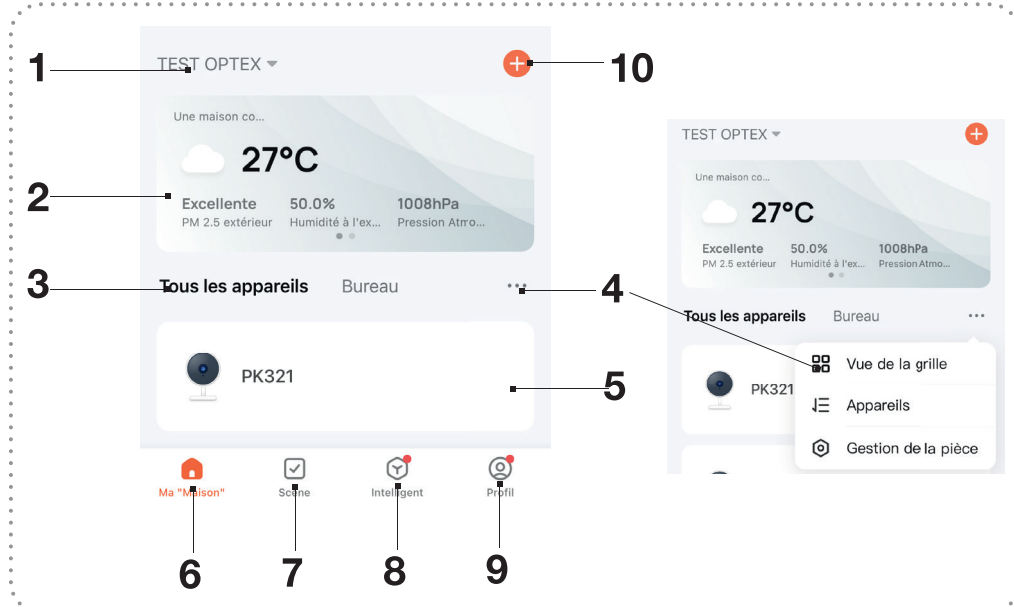 1
TEST OPTEX
10
Une maison co...
27°C
2
Excellente 50.0% 1008hPa
PM 2.5 extérieur Humidité à l'ex... Pression Atmo...
3
Tous les appareils Bureau
4
PK321
5
Ma "Maison" Scène Intelligent Profil
6 7 8 9
TEST OPTEX
Une maison co...
27°C
Excellente 50.0% 1008hPa
PM 2.5 extérieur Humidité à l'ex... Pression Atmo...
Tous les appareils Bureau
PK321
Vue de la grille
Appareils
Gestion de la pièce